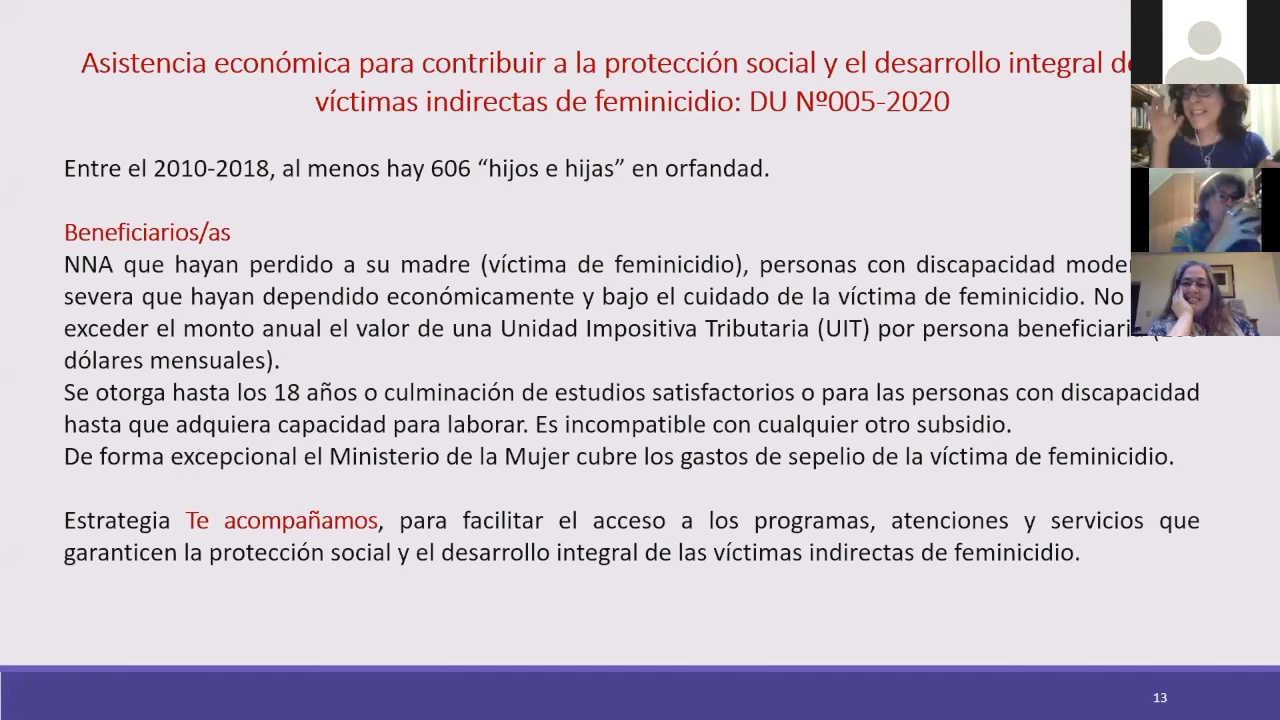 Asistencia económica para contribuir a la protección social y el desarrollo integral de
víctimas indirectas de feminicidio: DU Nº005-2020
Entre el 2010-2018, al menos hay 606 “hijos e hijas” en orfandad.
Beneficiarios/as
NNA que hayan perdido a su madre (víctima de feminicidio), personas con discapacidad
severa que hayan dependido económicamente y bajo el cuidado de la víctima de feminicidio. No
exceder el monto anual el valor de una Unidad Impositiva Tributaria (UIT) por persona
dólares mensuales).
Se otorga hasta los 18 años o culminación de estudios satisfactorios o para las personas con discapacidad
hasta que adquiera capacidad para laborar. Es incompatible con cualquier otro subsidio.
De forma excepcional el Ministerio de la Mujer cubre los gastos de sepelio de la víctima de feminicidio.
Estrategia Te acompañamos, para facilitar el acceso a los programas, atenciones y servicios que
garanticen la protección social y el desarrollo integral de las víctimas indirectas de feminicidio.
13